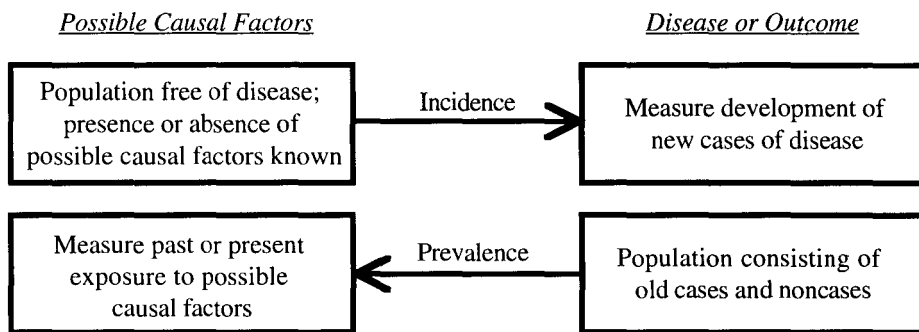 Possible Causal Factors
Disease or Outcome
Population free of disease;
presence or absence of
possible causal factors known
Incidence
Measure development of
new cases of disease
Measure past or present
exposure to possible
causal factors
Prevalence
Population consisting of
old cases and noncases